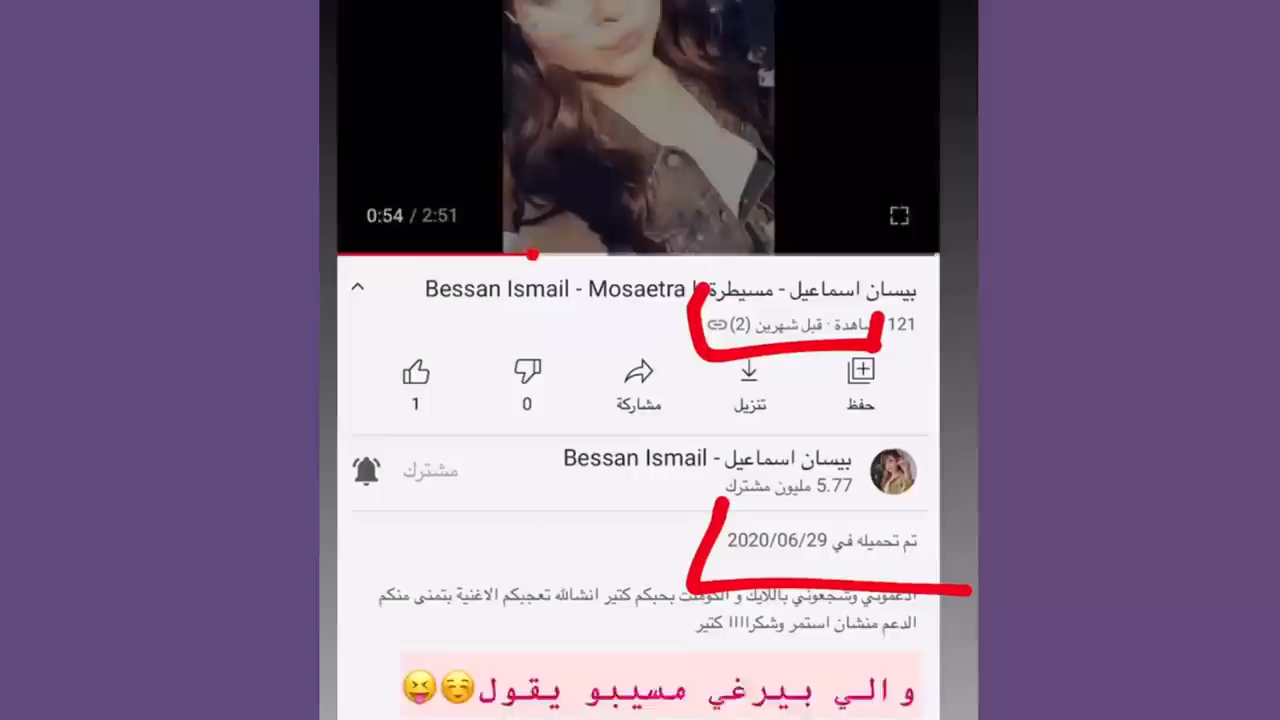 0:54 / 2:51
بيسان اسماعيل - مسيطرة | Bessan Ismail - Mosaetra
121 قبل شهرين (2)
حفظ
تنزيل
مشاركة
0
1
بيسان اسماعيل - Bessan Ismail
5.77 مليون مشترك
مشترك
تم تحميله في 2020/06/29
ادعموني وشجعوني باللايك و الكومنت بحبكم كتير انشالله تعجبكم الاغنية بتمنى منكم
الدعم منشان استمر وشكراااا كتير
و الي بيرغي مسيبو يقول☺️😝